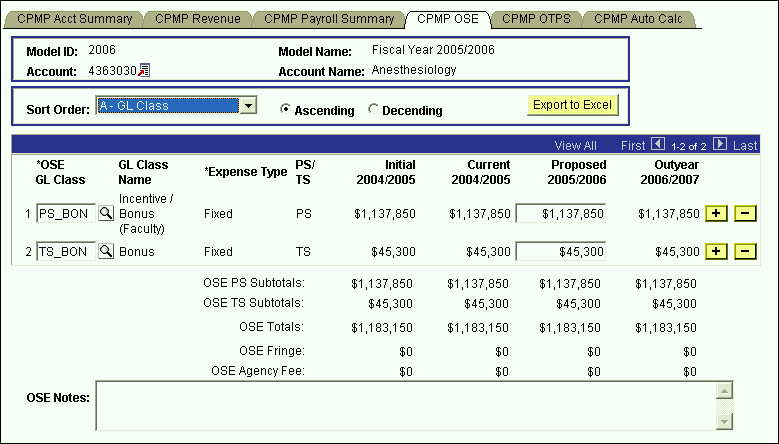 CPMP Acct Summary CPMP Revenue CPMP Payroll Summary CPMP OSE CPMP OTPS CPMP Auto Calc
Model ID: 2006 Model Name: Fiscal Year 2005/2006
Account: 4363030 Account Name: Anesthesiology
Sort Order: A - GL Class Ascending Decending Export to Excel
View All First 1-2 of 2 Last
*OSE GL Class PS/ Initial Current Proposed Outyear
GL Class Name *Expense Type TS 2004/2005 2004/2005 2005/2006 2006/2007
Incentive /
1 PS_BON Bonus Fixed PS $1,137,850 $1,137,850 $1,137,850 $1,137,850 + −
(Faculty)
2 TS_BON Bonus Fixed TS $45,300 $45,300 $45,300 $45,300 + −
OSE PS Subtotals: $1,137,850 $1,137,850 $1,137,850 $1,137,850
OSE TS Subtotals: $45,300 $45,300 $45,300 $45,300
OSE Totals: $1,183,150 $1,183,150 $1,183,150 $1,183,150
OSE Fringe: $0 $0 $0 $0
OSE Agency Fee: $0 $0 $0 $0
OSE Notes: